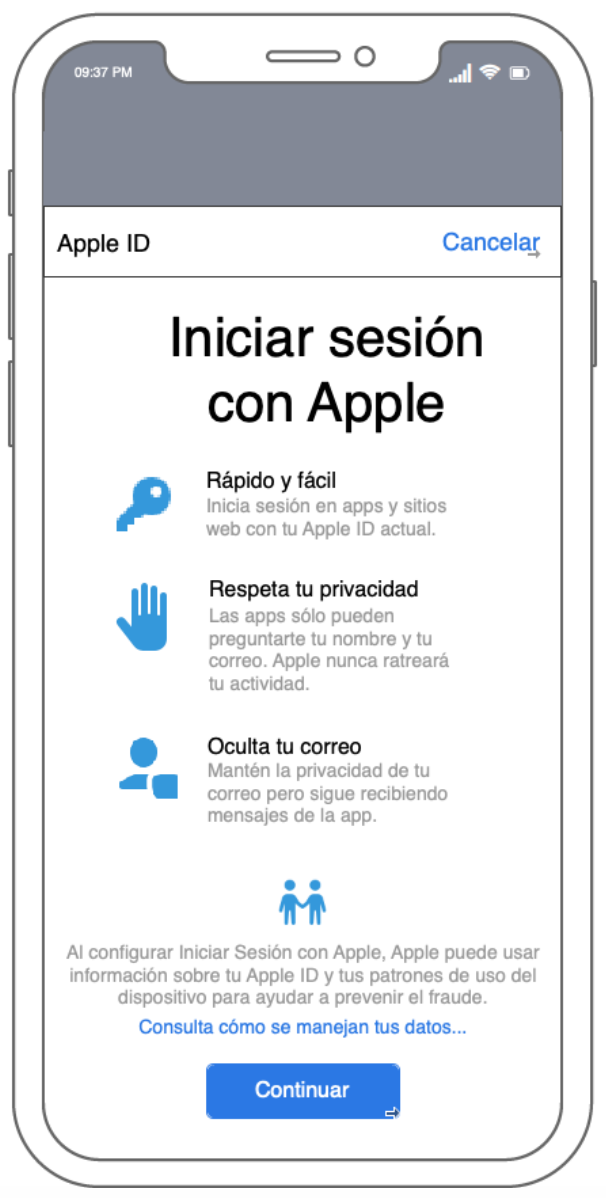 09:37 PM
Apple ID
Cancelar
Iniciar sesión
con Apple
Rápido y fácil
Inicia sesión en apps y sitios
web con tu Apple ID actual.
Respeta tu privacidad
Las apps sólo pueden
preguntarte tu nombre y tu
correo. Apple nunca ratreará
tu actividad.
Oculta tu correo
Mantén la privacidad de tu
correo pero sigue recibiendo
mensajes de la app.
Al configurar Iniciar Sesión con Apple, Apple puede usar
información sobre tu Apple ID y tus patrones de uso del
dispositivo para ayudar a prevenir el fraude.
Consulta cómo se manejan tus datos...
Continuar